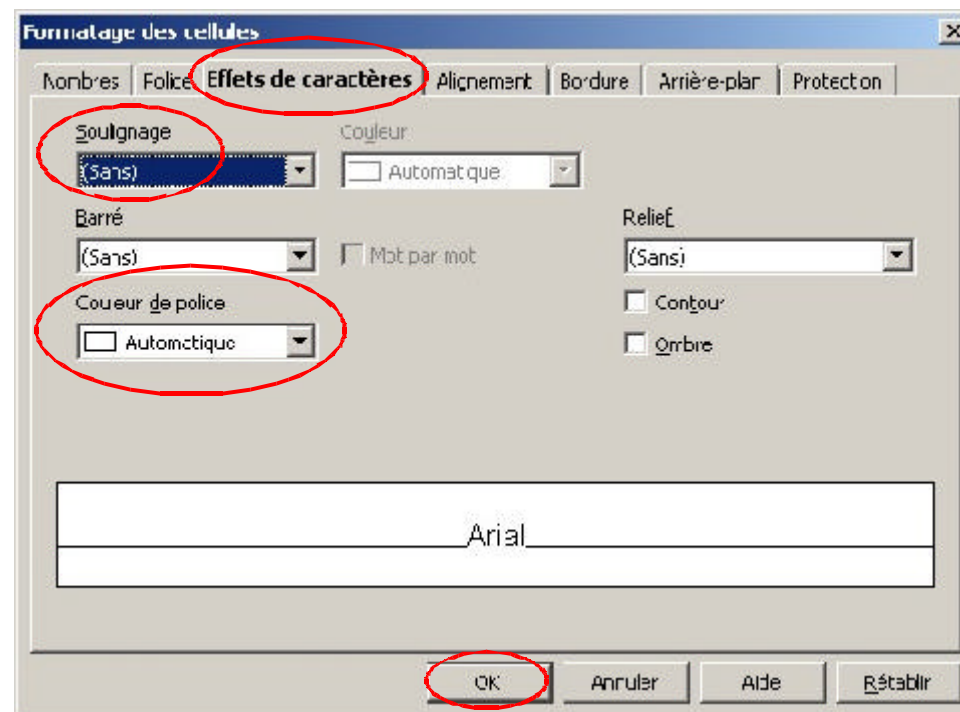 Formatage des cellules
Nombres Police Effets de caractères Alignement Bordure Arrière-plan Protection
Soulignage Couleur
(Sans) Automatique
Barré Relief
(Sans) Mot par mot (Sans)
Couleur de police Contour
Automatique Ombre
Arial
OK Annuler Aide Rétablir